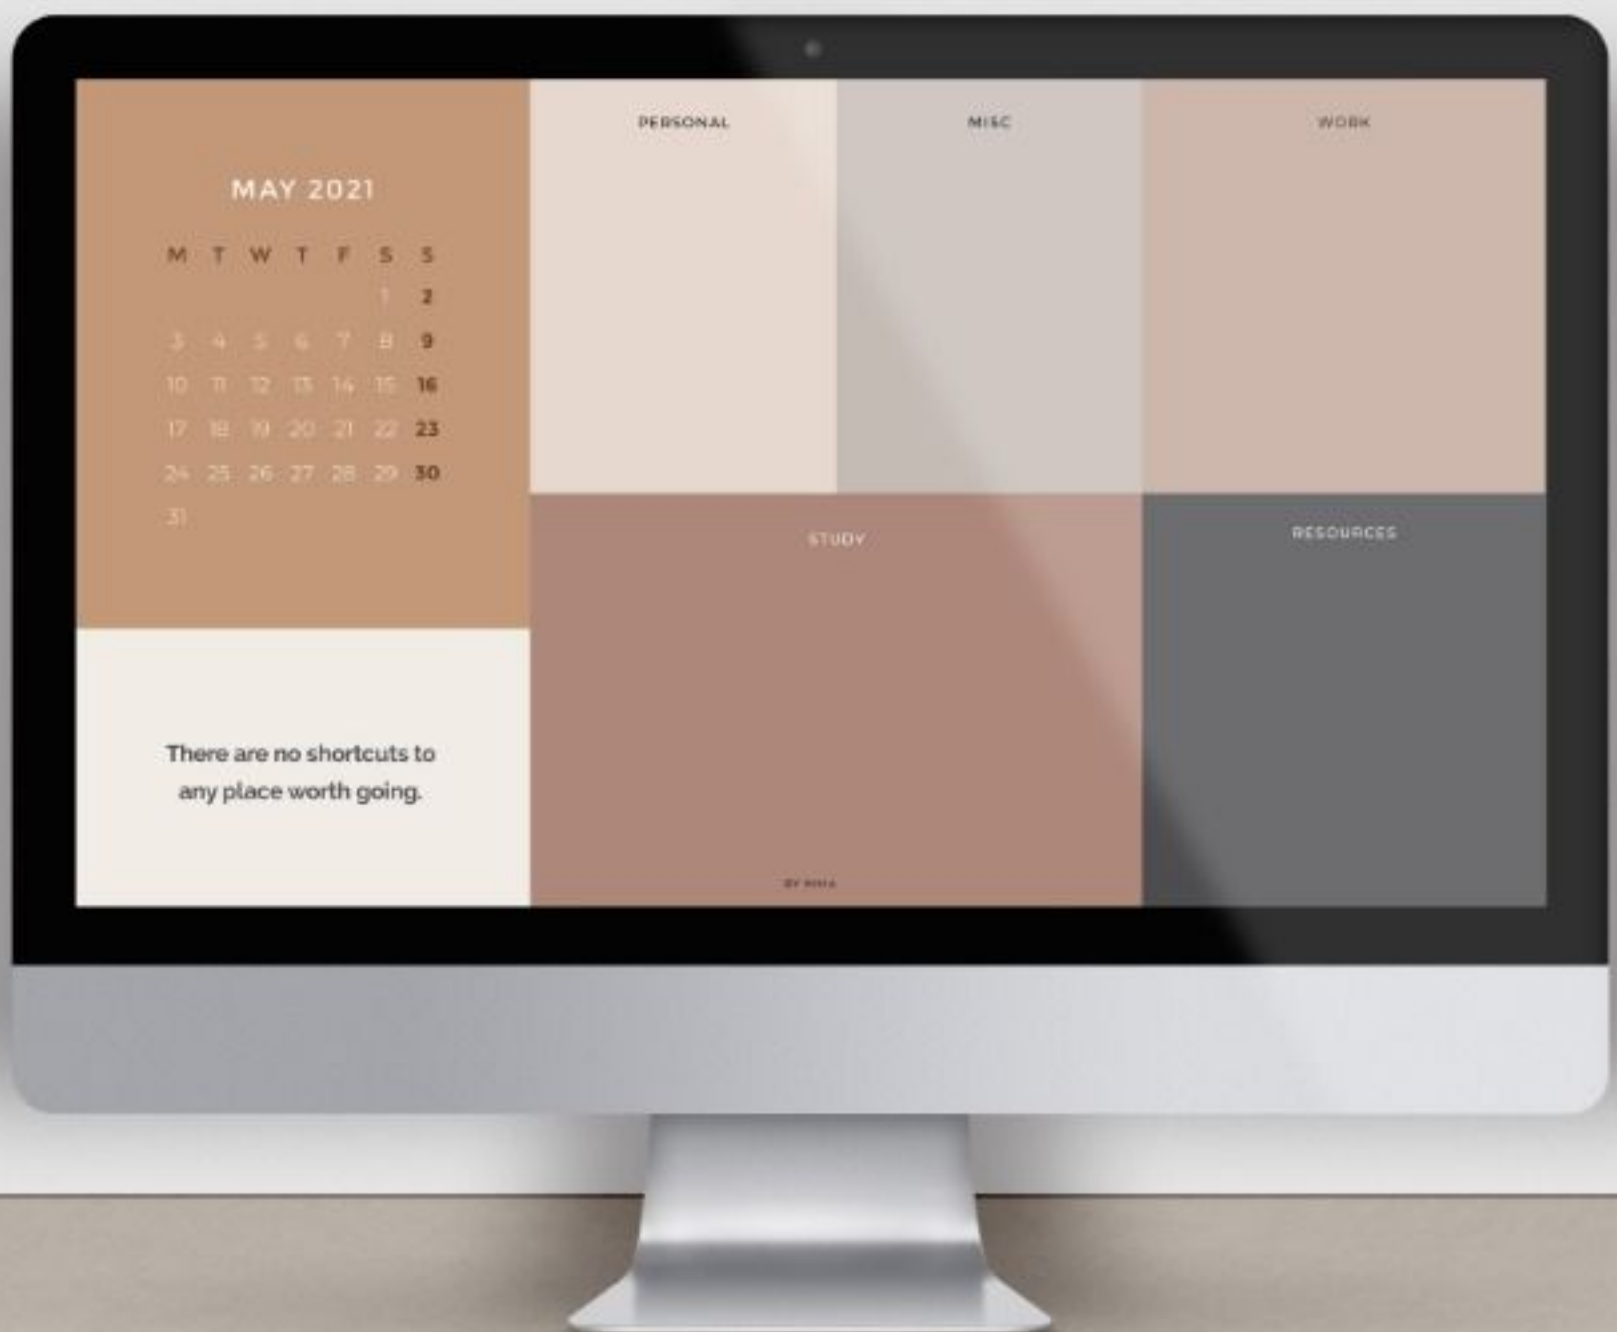 MAY 2021
M T W T F S S
1 2
3 4 5 6 7 8 9
10 11 12 13 14 15 16
17 18 19 20 21 22 23
24 25 26 27 28 29 30
31
There are no shortcuts to
any place worth going.
PERSONAL
MISC
WORK
STUDY
RESOURCES
BY